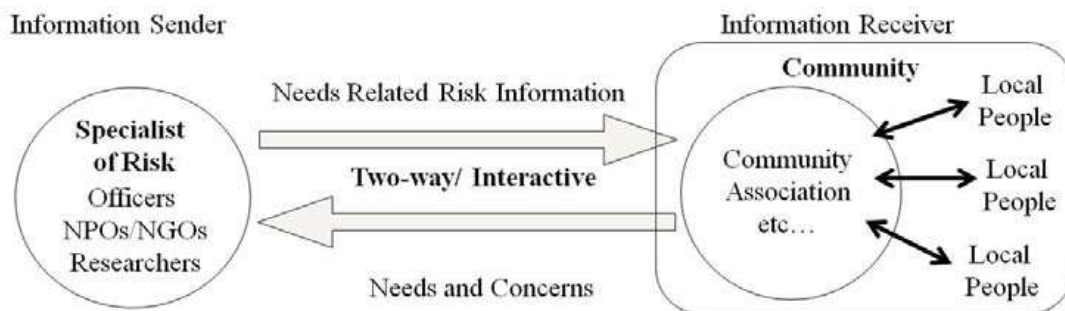 Information Sender
Information Receiver
Specialist
of Risk
Officers
NPOs/NGOs
Researchers
Needs Related Risk Information
Two-way/ Interactive
Needs and Concerns
Community
Community
Association
etc…
Local
People
Local
People
Local
People